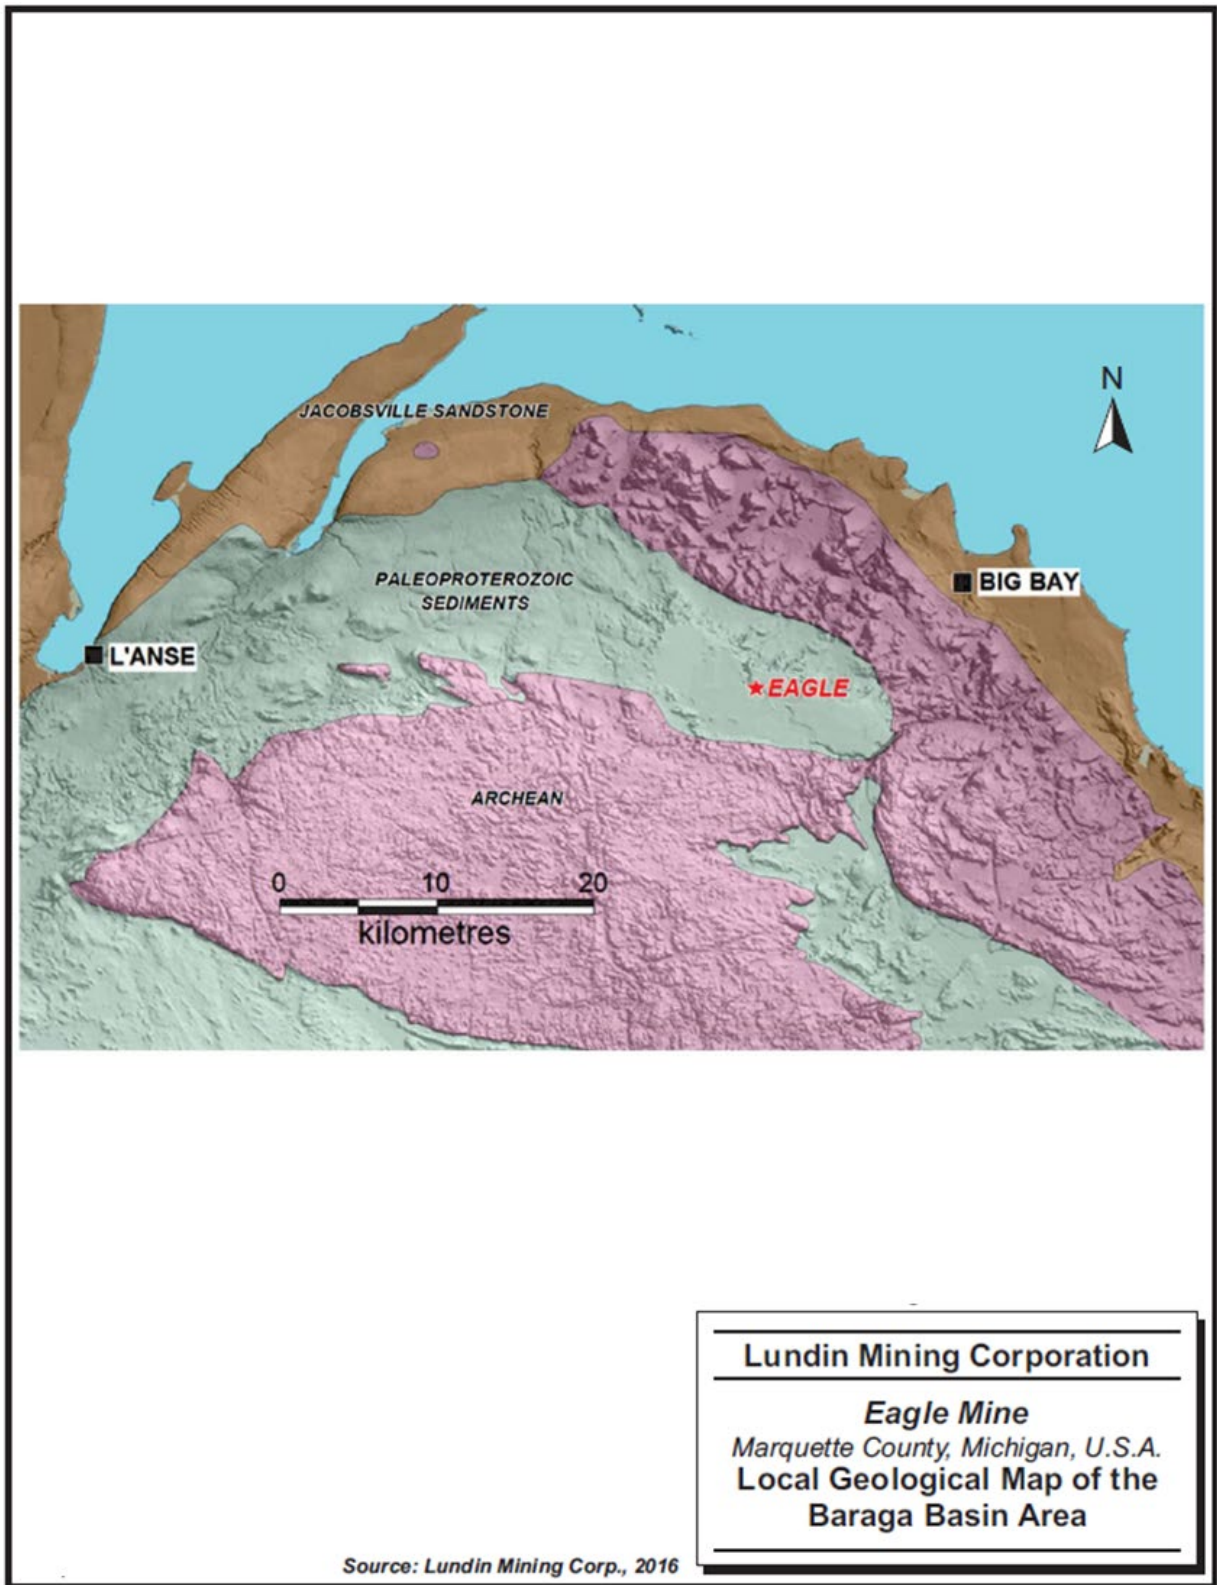 JACOBSVILLE SANDSTONE
N
PALEOPROTEROZOIC
SEDIMENTS
BIG BAY
L'ANSE
EAGLE
ARCHEAN
0 10 20
kilometres
Lundin Mining Corporation
Eagle Mine
Marquette County, Michigan, U.S.A.
Local Geological Map of the
Baraga Basin Area
Source: Lundin Mining Corp., 2016